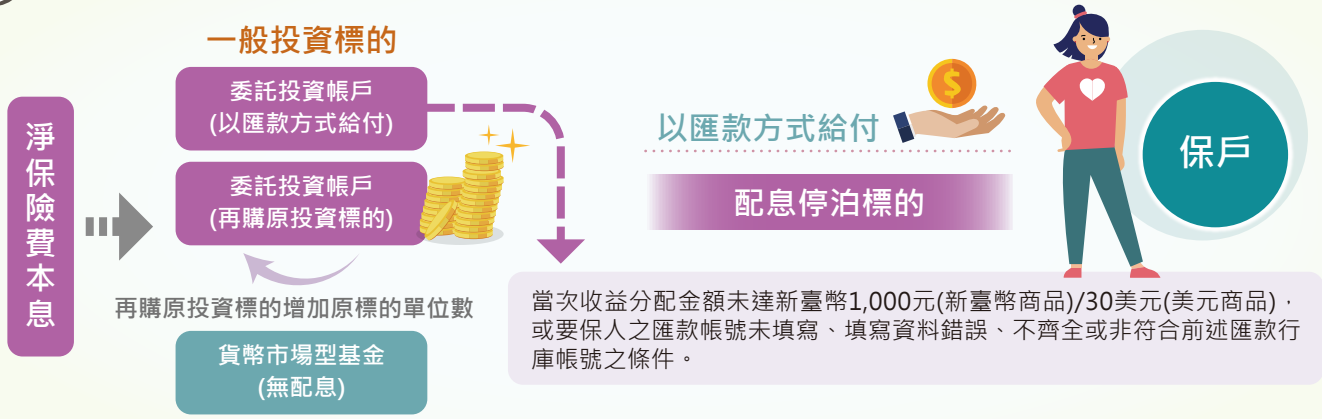 淨保險費本息
一般投資標的
委託投資帳戶
(以匯款方式給付)
委託投資帳戶
(再購原投資標的)
再購原投資標的增加原標的單位數
貨幣市場型基金
(無配息)
以匯款方式給付
$
配息停泊標的
保戶
當次收益分配金額未達新臺幣1,000元(新臺幣商品)/30美元(美元商品)，
或要保人之匯款帳號未填寫、填寫資料錯誤、不齊全或非符合前述匯款行
庫帳號之條件。